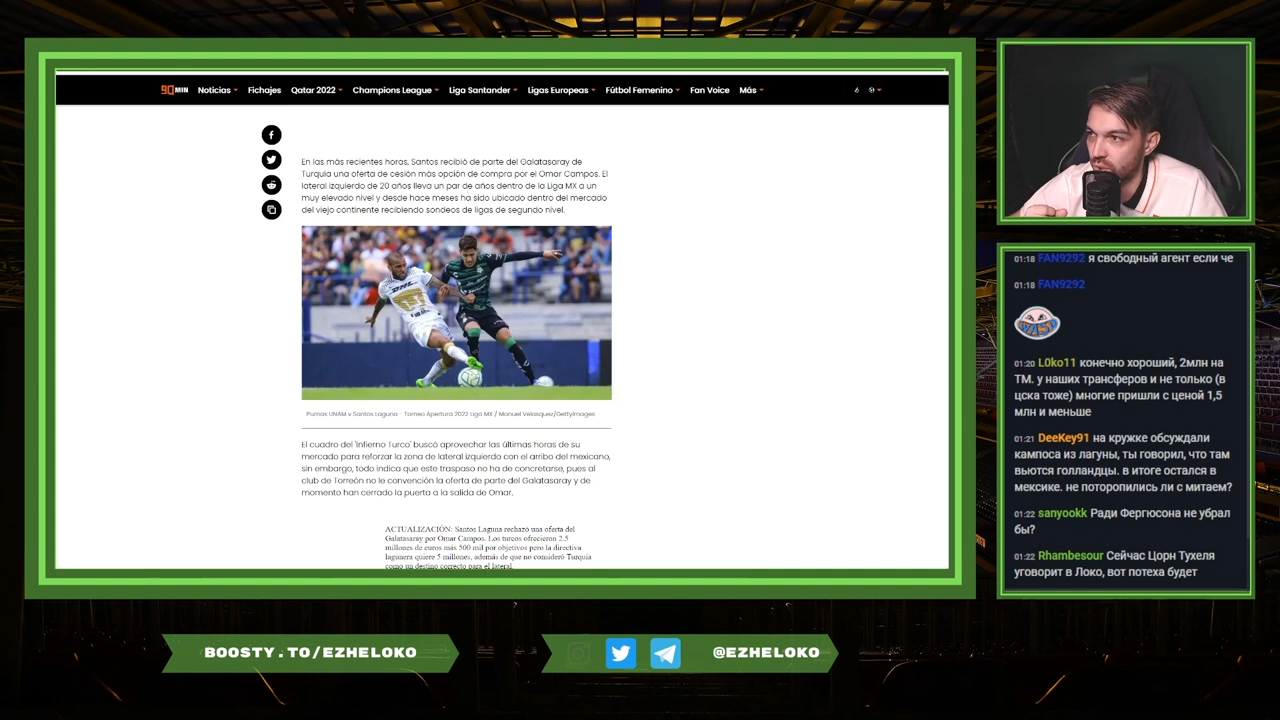 90MIN Noticias Fichajes Qatar 2022 Champions League Liga Santander Ligas Europeas Fútbol Femenino Fan Voice Más
En las más recientes horas, Santos recibió de parte del Galatasaray de
Turquía una oferta de cesión más opción de compra por el Omar Campos. El
lateral izquierdo de 20 años lleva un par de años dentro de la Liga MX a un
muy elevado nivel y desde hace meses ha sido ubicado dentro del mercado
del viejo continente recibiendo sondeos de ligas de segundo nivel.
Pumas UNAM v Santos Laguna - Torneo Apertura 2022 Liga MX / Manuel Velasquez/GettyImages
El cuadro del 'Infierno Turco' buscó aprovechar las últimas horas de su
mercado para reforzar la zona de lateral izquierdo con el arribo del mexicano,
sin embargo, todo indica que este traspaso no ha de concretarse, pues al
club de Torreón no le convención la oferta de parte del Galatasaray y de
momento han cerrado la puerta a la salida de Omar.
ACTUALIZACIÓN: Santos Laguna rechazó una oferta del
Galatasaray por Omar Campos. Los turcos ofrecieron 2.5
millones de euros más 500 mil por objetivos pero la directiva
lagunera quiere 5 millones, además de que no consideró Turquía
como un destino correcto para el lateral.
01:18 FAN9292 я свободный агент если че
01:18 FAN9292
01:20 L0ko11 конечно хороший, 2млн на
ТМ. у наших трансферов и не только (в
цска тоже) многие пришли с ценой 1,5
млн и меньше
01:21 DeeKey91 на кружке обсуждали
кампоса из лагуны, ты говорил, что там
вьются голландцы. в итоге остался в
мексике. не поторопились ли с митаем?
01:22 sanyookk Ради Фергюсона не убрал
бы?
01:22 Rhambesour Сейчас Цорн Тухеля
уговорит в Локо, вот потеха будет
BOOSTY.TO/EZHELOKO
@EZHELOKO